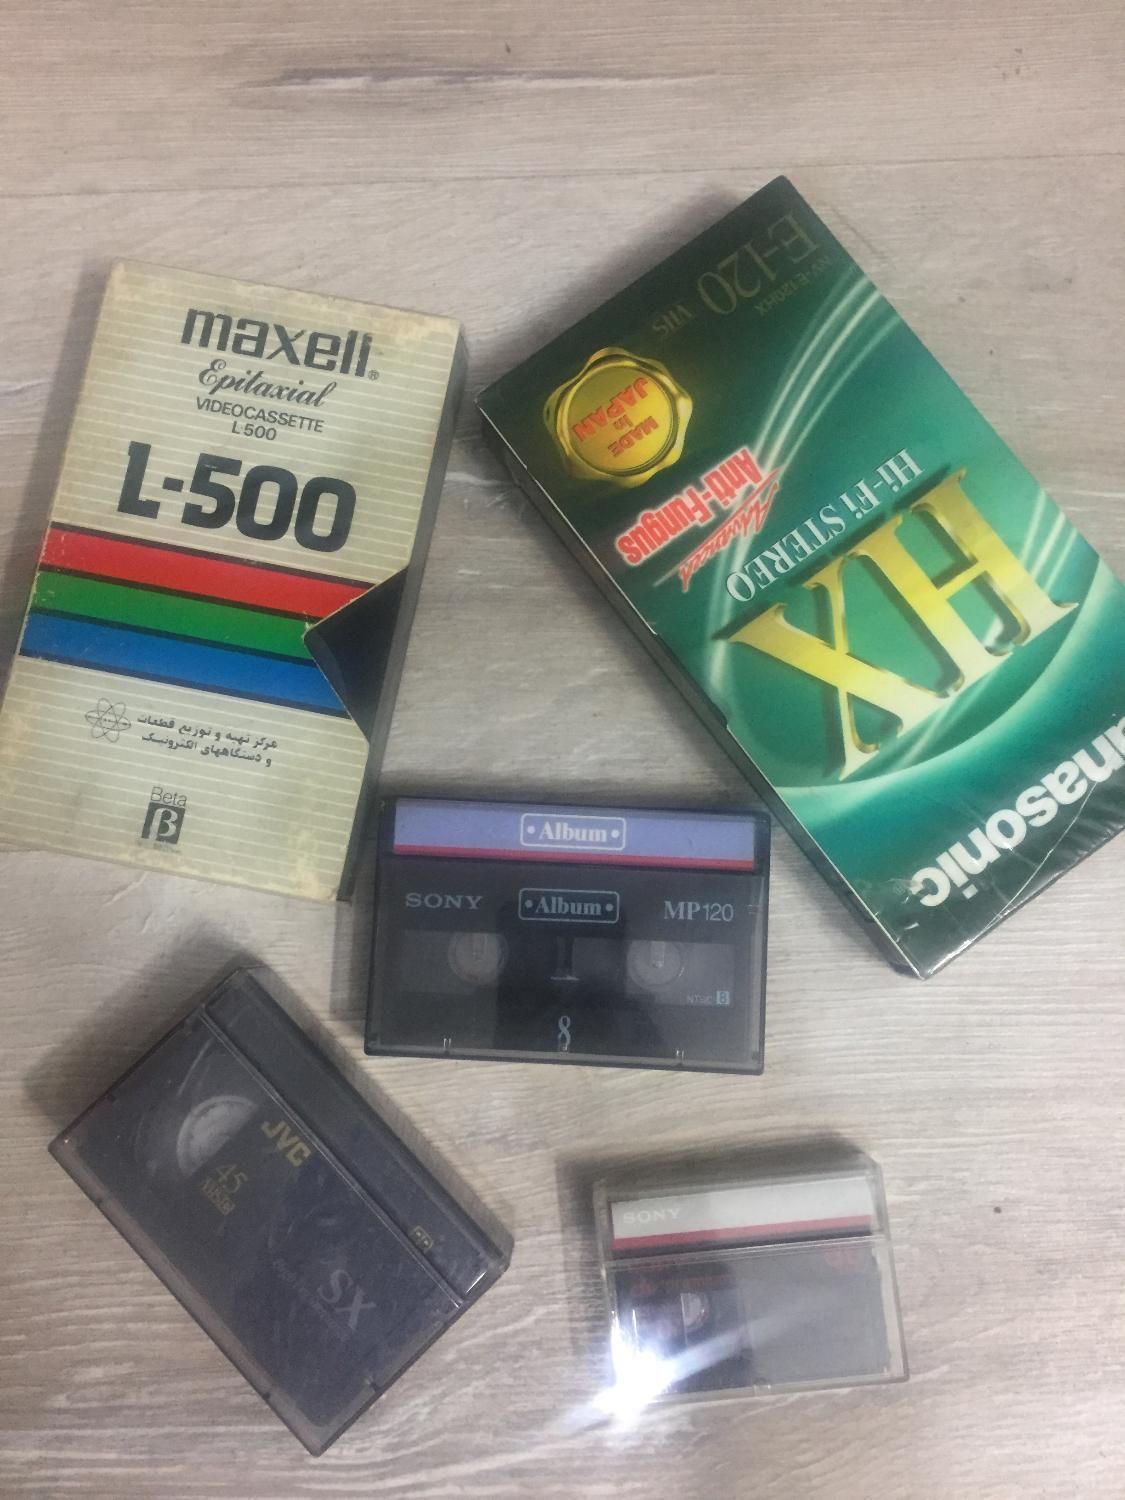 maxell®
Epitaxial
VIDEOCASSETTE
L-500
L-500
مرکز تهیه و توزیع قطعات
و دستگاههای الکترونیک
Beta
β
Panasonic
HX
Hi-Fi STEREO
Advanced
Anti-Fungus
MADE
in
JAPAN
E-120 VHS
NV-E120HX
• Album •
SONY • Album • MP120
NTSC 8
8
JVC
45
SX
SONY